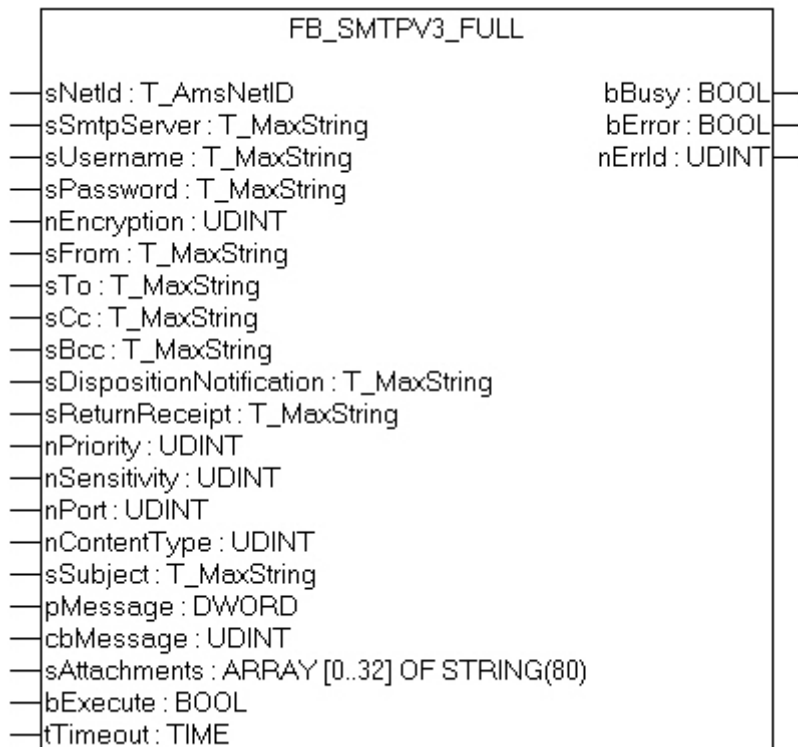 FB_SMTPV3_FULL
sNetId : T_AmsNetID bBusy : BOOL
sSmtpServer : T_MaxString bError : BOOL
sUsername : T_MaxString nErrId : UDINT
sPassword : T_MaxString
nEncryption : UDINT
sFrom : T_MaxString
sTo : T_MaxString
sCc : T_MaxString
sBcc : T_MaxString
sDispositionNotification : T_MaxString
sReturnReceipt : T_MaxString
nPriority : UDINT
nSensitivity : UDINT
nPort : UDINT
nContentType : UDINT
sSubject : T_MaxString
pMessage : DWORD
cbMessage : UDINT
sAttachments : ARRAY [0..32] OF STRING(80)
bExecute : BOOL
tTimeout : TIME